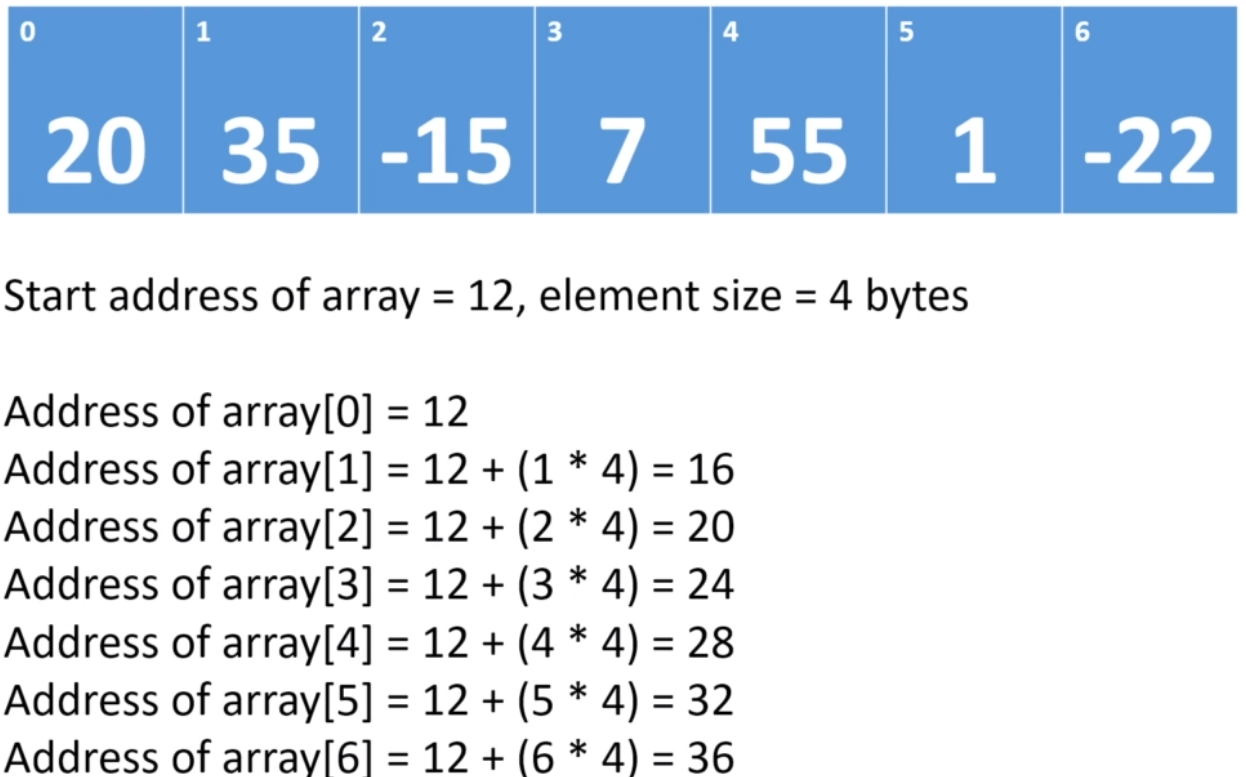 0 1 2 3 4 5 6
20 35 -15 7 55 1 -22
Start address of array = 12, element size = 4 bytes
Address of array[0] = 12
Address of array[1] = 12 + (1 * 4) = 16
Address of array[2] = 12 + (2 * 4) = 20
Address of array[3] = 12 + (3 * 4) = 24
Address of array[4] = 12 + (4 * 4) = 28
Address of array[5] = 12 + (5 * 4) = 32
Address of array[6] = 12 + (6 * 4) = 36